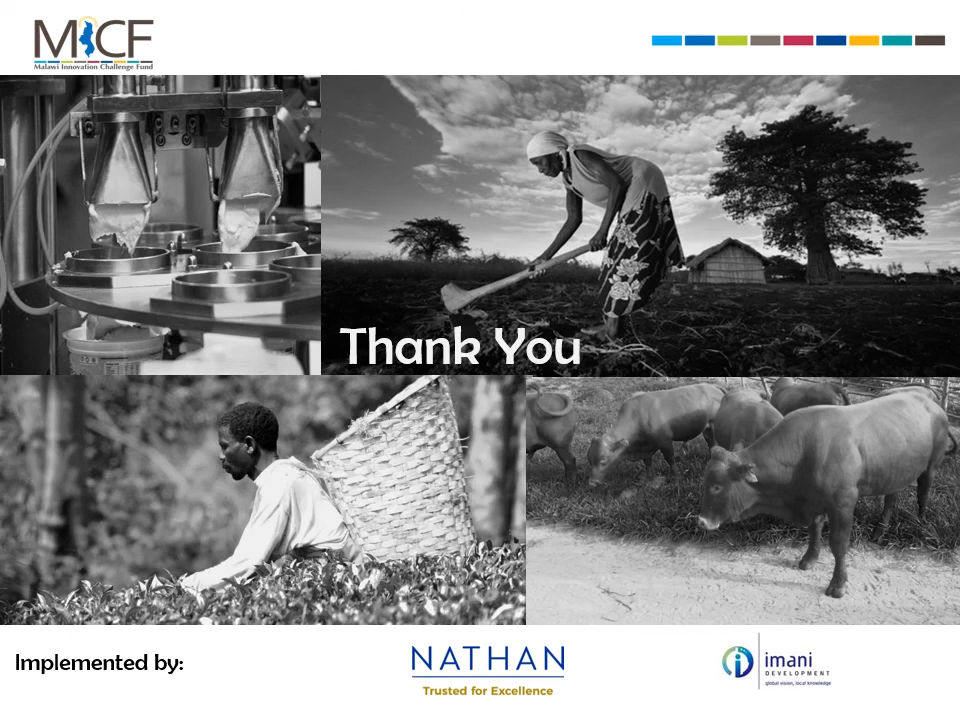 MICF
Malawi Innovation Challenge Fund
Thank You
Implemented by:
NATHAN
Trusted for Excellence
imani
DEVELOPMENT
global vision, local knowledge